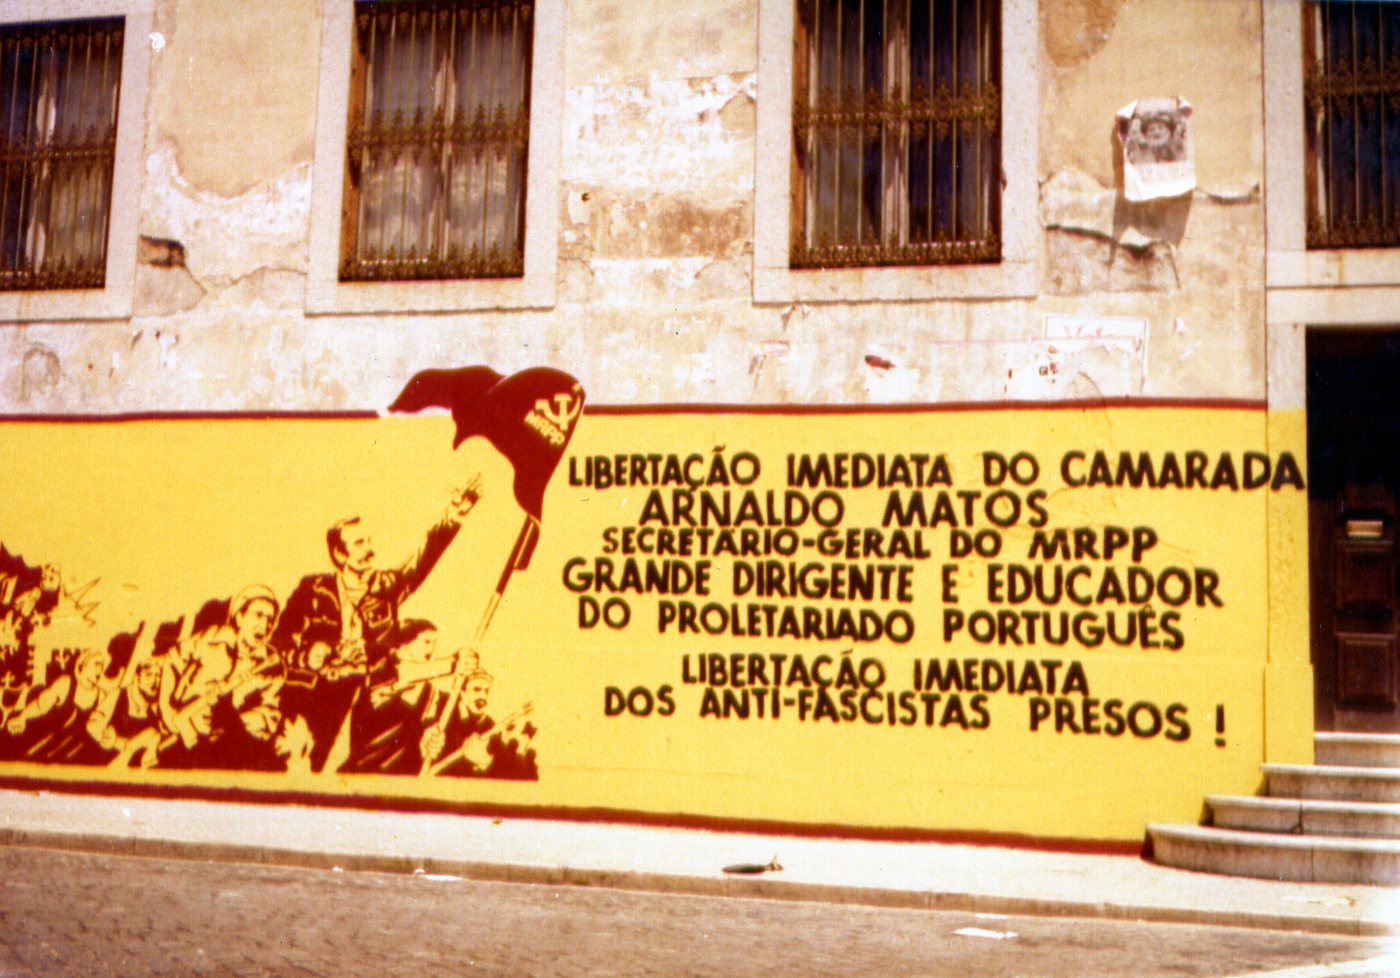 MRPP
LIBERTAÇÃO IMEDIATA DO CAMARADA
ARNALDO MATOS
SECRETÁRIO-GERAL DO MRPP
GRANDE DIRIGENTE E EDUCADOR
DO PROLETARIADO PORTUGUÊS
LIBERTAÇÃO IMEDIATA
DOS ANTI-FASCISTAS PRESOS !